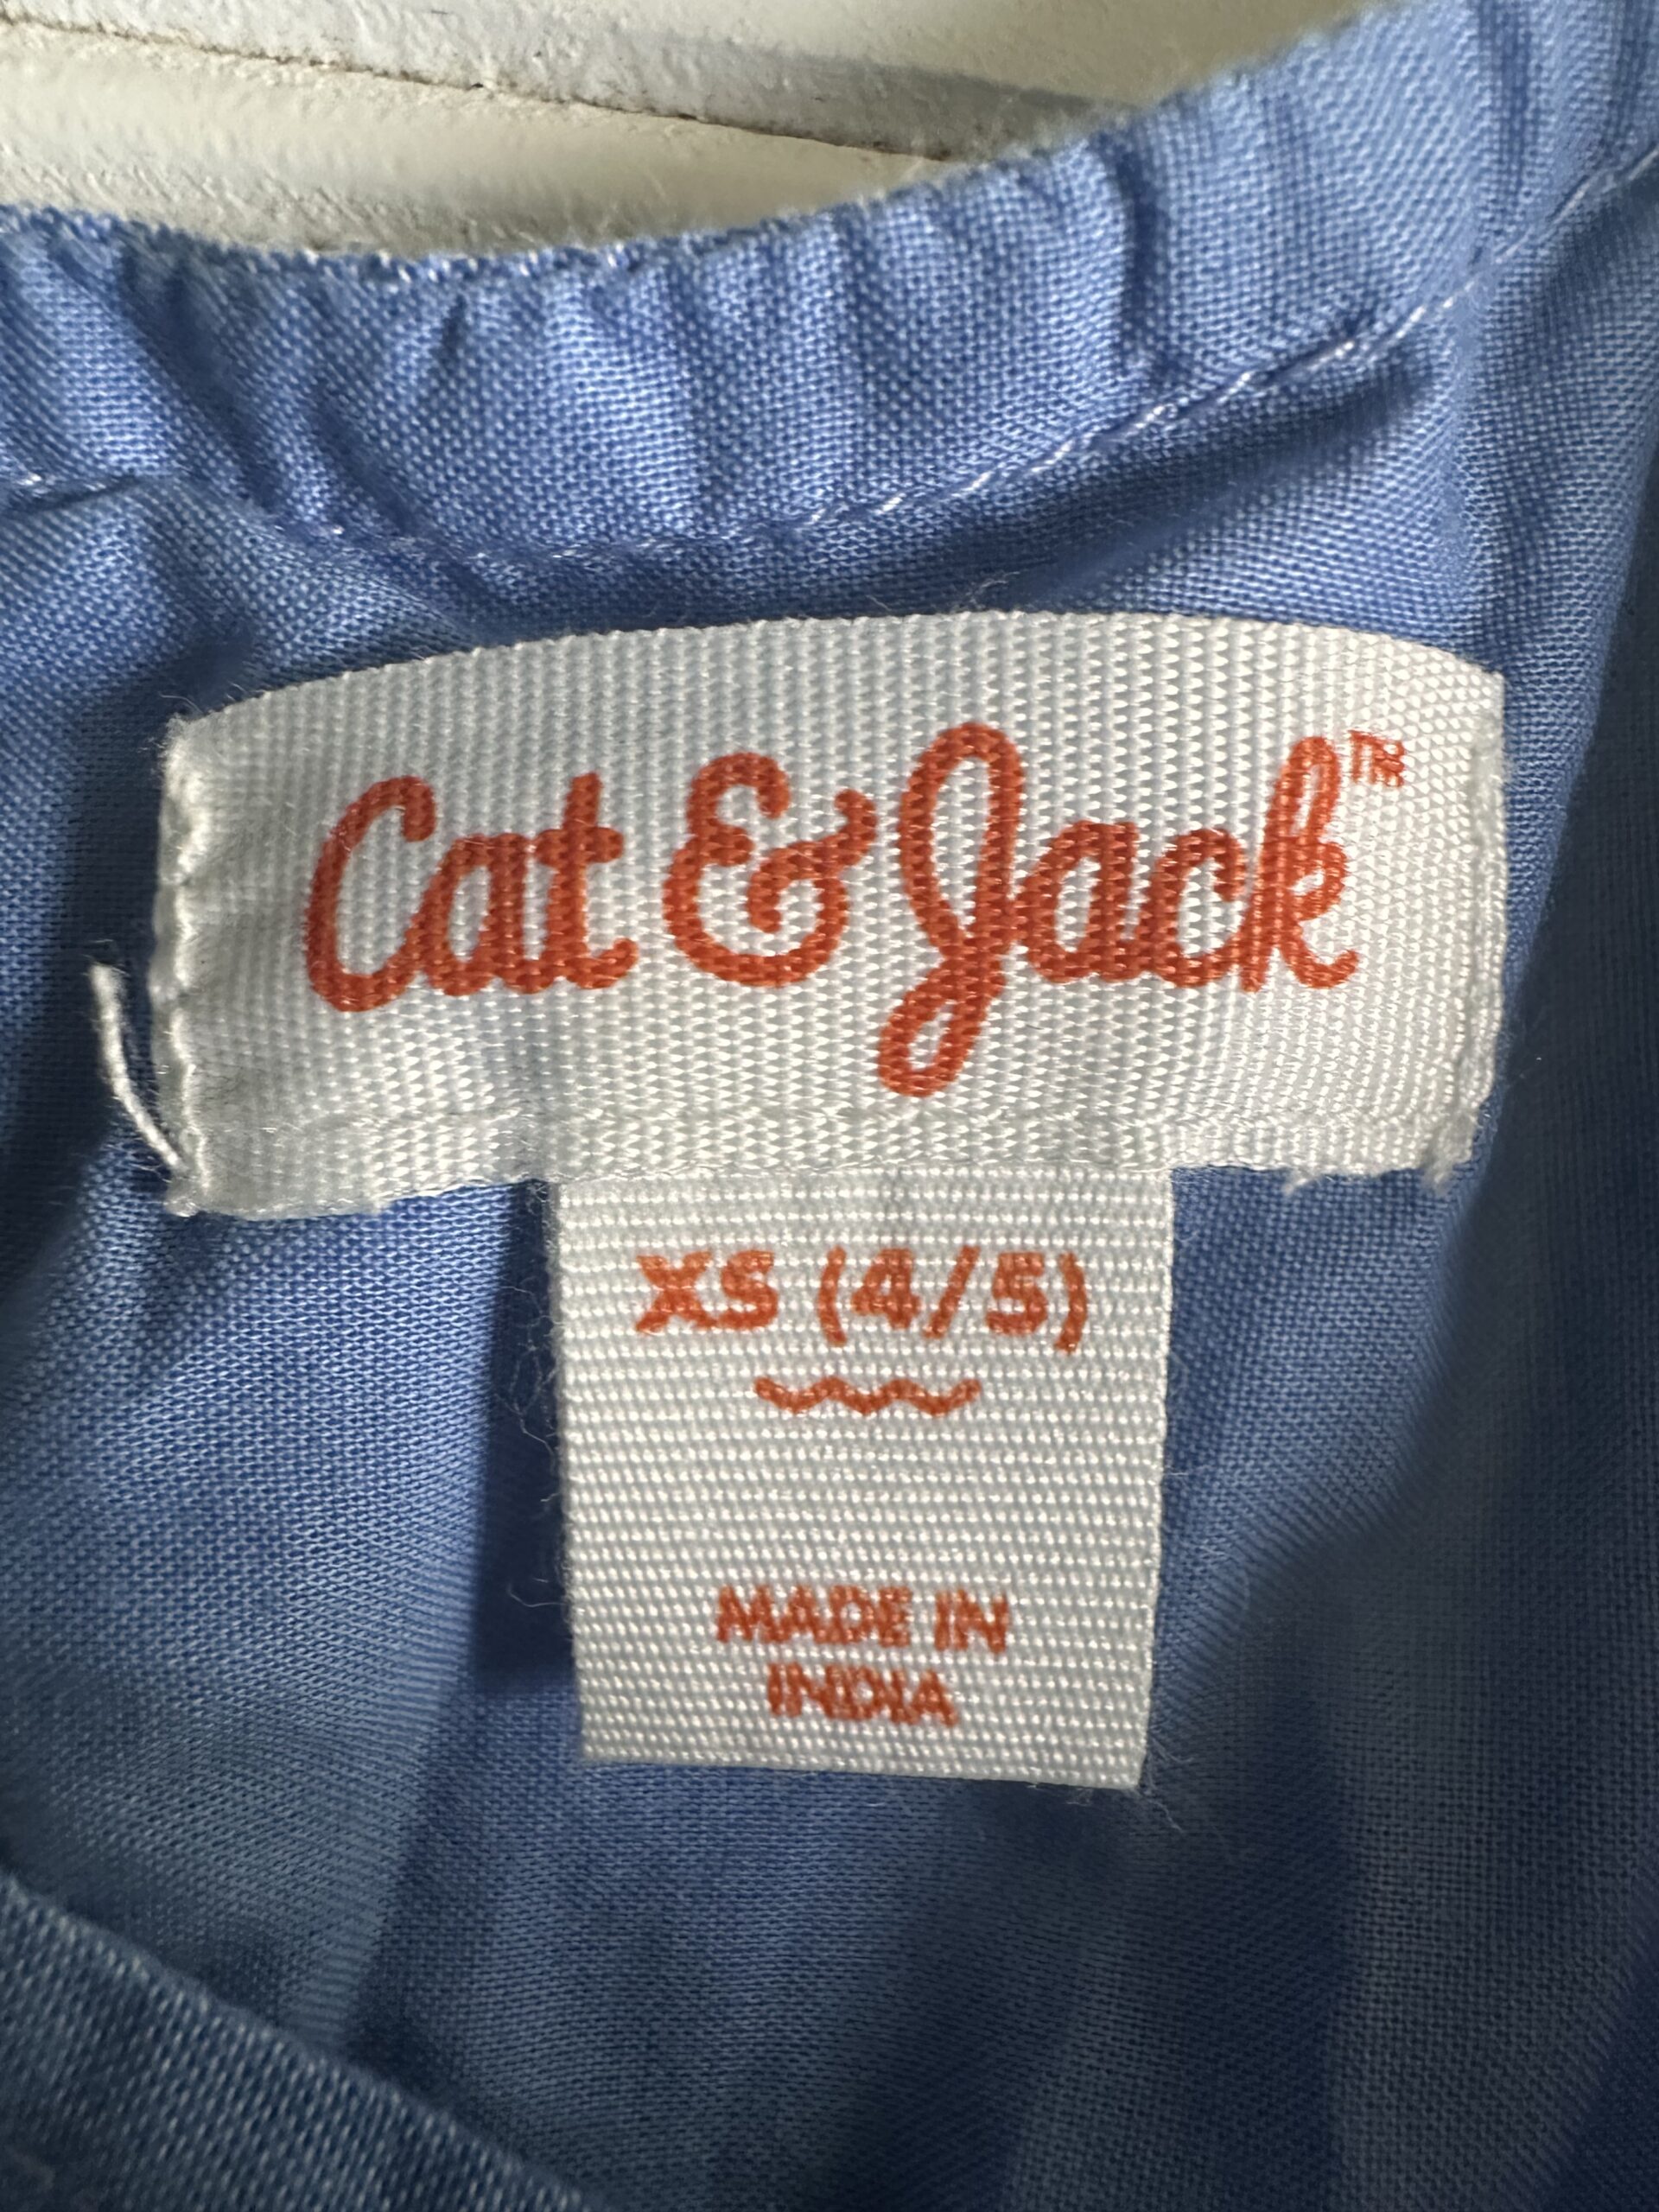 Cat & Jack™
XS (4/5)
MADE IN
INDIA